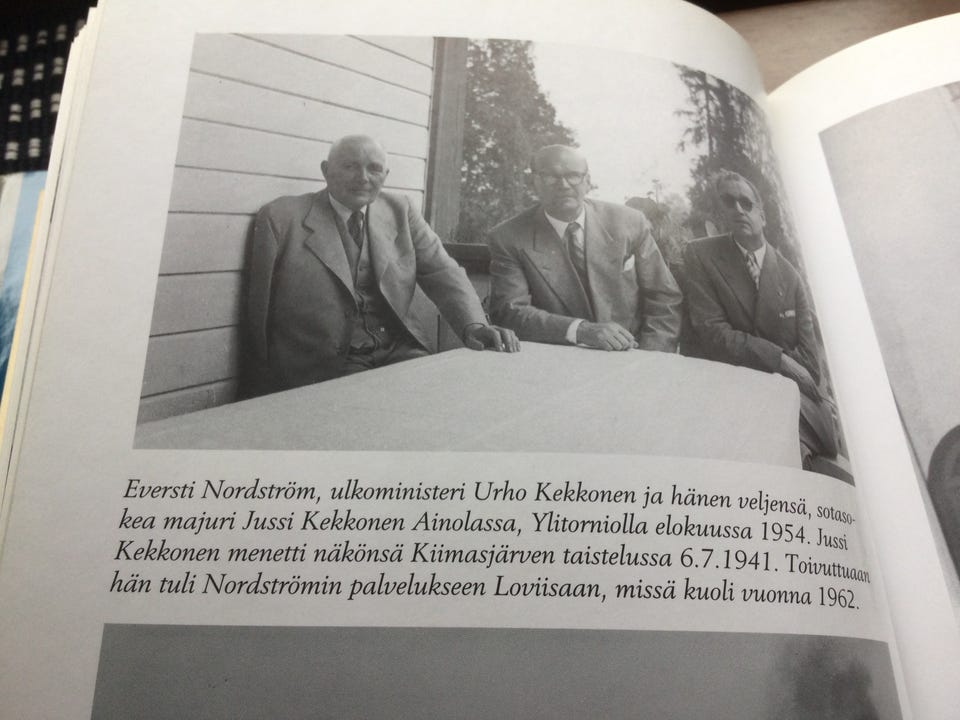 Eversti Nordström, ulkoministeri Urho Kekkonen ja hänen veljensä, sotaso-
kea majuri Jussi Kekkonen Ainolassa, Ylitorniolla elokuussa 1954. Jussi
Kekkonen menetti näkönsä Kiimasjärven taistelussa 6.7.1941. Toivuttuaan
hän tuli Nordströmin palvelukseen Loviisaan, missä kuoli vuonna 1962.